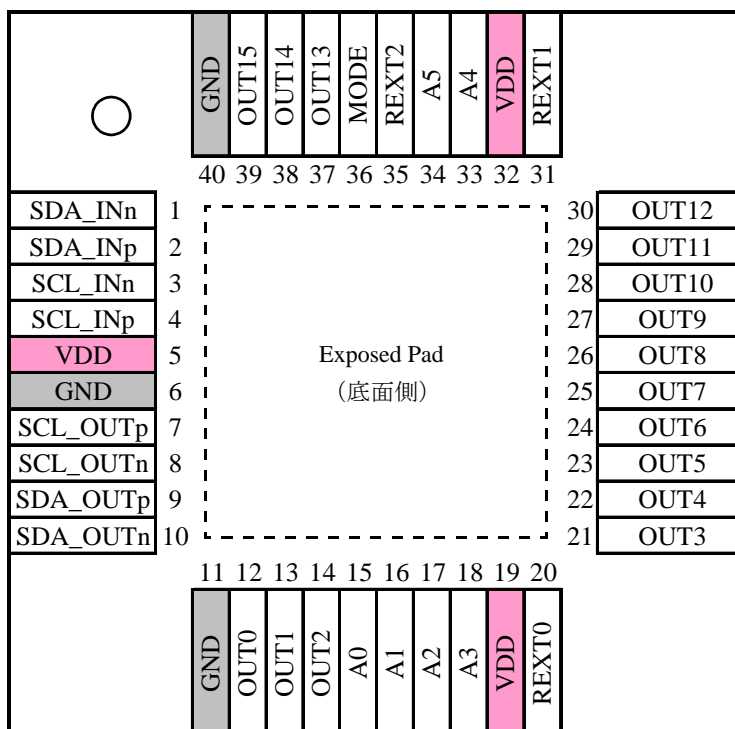 GND OUT15 OUT14 OUT13 MODE REXT2 A5 A4 VDD REXT1
40 39 38 37 36 35 34 33 32 31
SDA_INn 1
SDA_INp 2
SCL_INn 3
SCL_INp 4
VDD 5
GND 6
SCL_OUTp 7
SCL_OUTn 8
SDA_OUTp 9
SDA_OUTn 10
Exposed Pad
（底面側）
30 OUT12
29 OUT11
28 OUT10
27 OUT9
26 OUT8
25 OUT7
24 OUT6
23 OUT5
22 OUT4
21 OUT3
11 12 13 14 15 16 17 18 19 20
GND OUT0 OUT1 OUT2 A0 A1 A2 A3 VDD REXT0